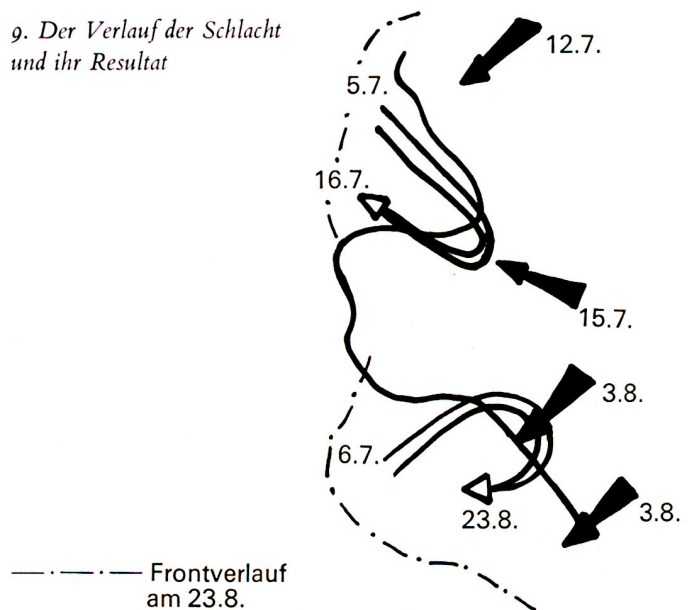 9. Der Verlauf der Schlacht
und ihr Resultat
12.7.
5.7.
16.7.
15.7.
3.8.
6.7.
23.8.
3.8.
Frontverlauf
am 23.8.